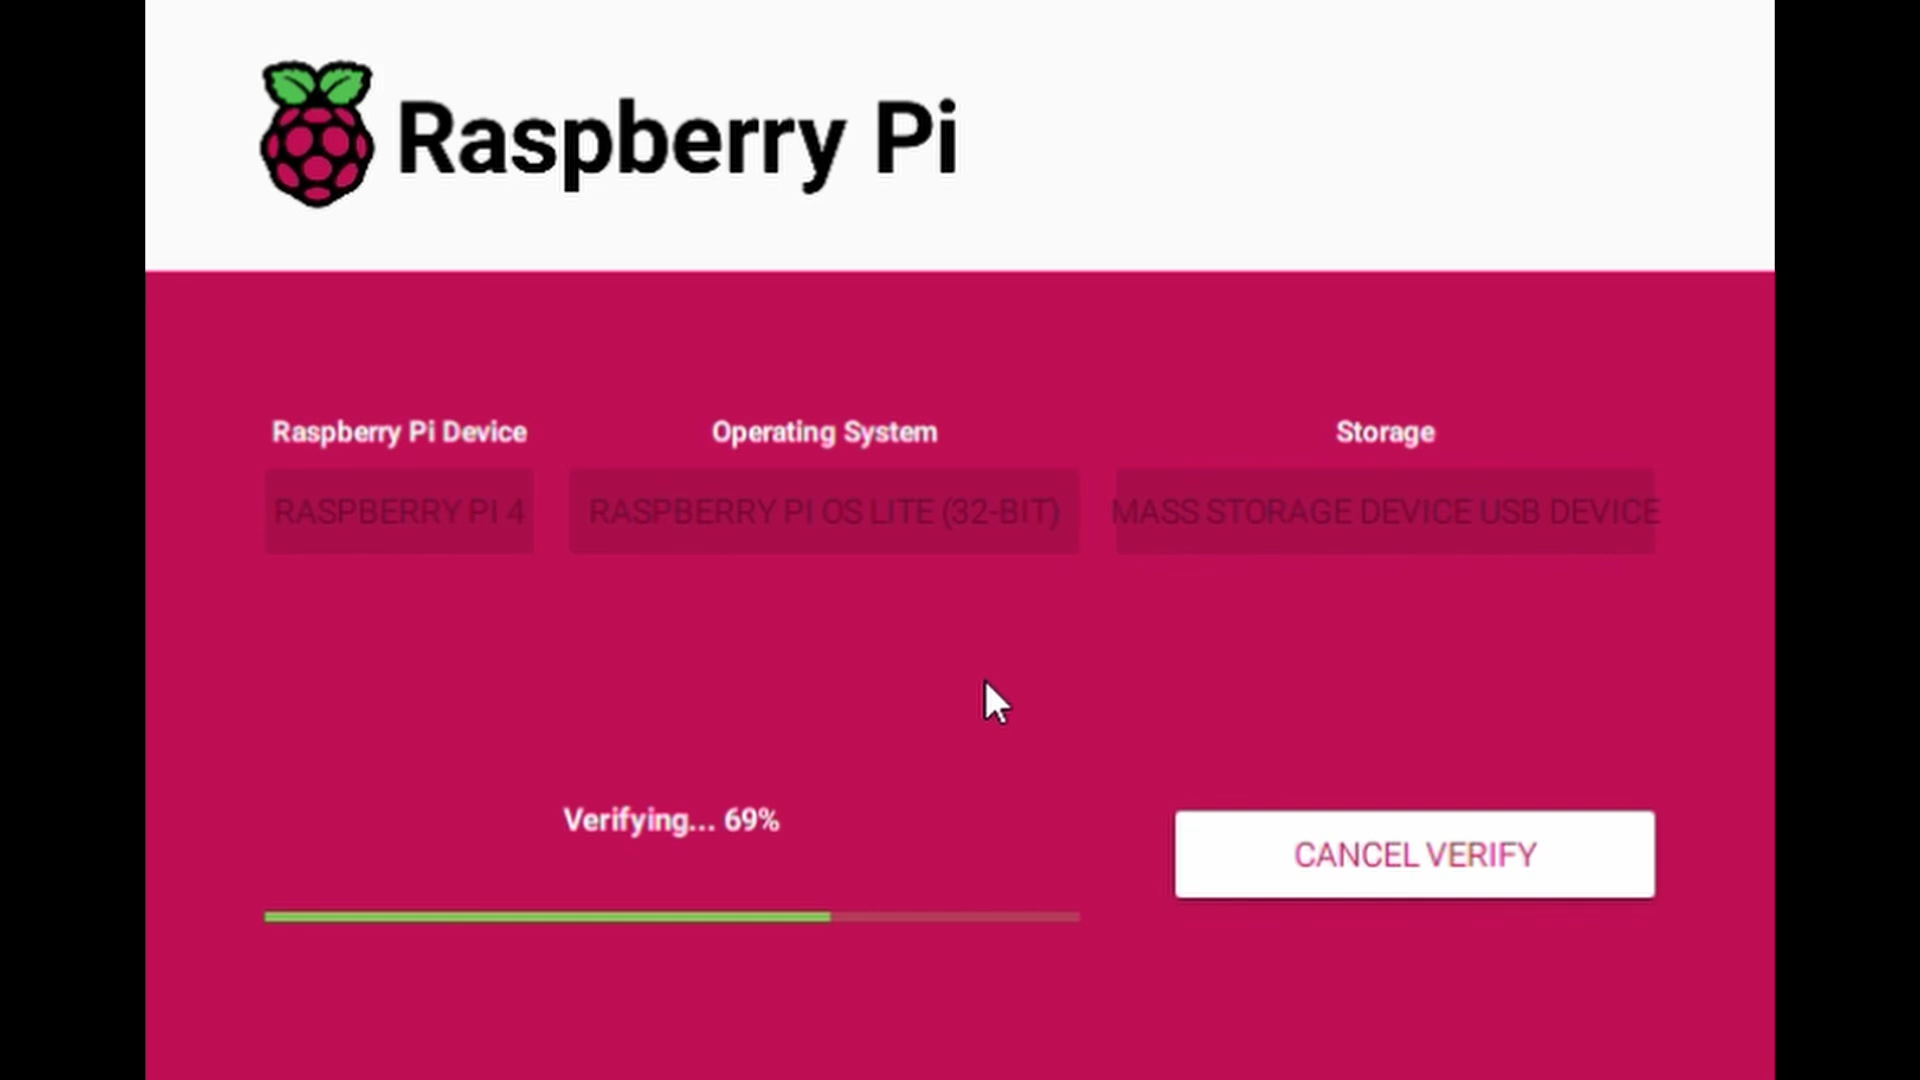 Raspberry Pi
Raspberry Pi Device
Operating System
Storage
RASPBERRY PI 4
RASPBERRY PI OS LITE (32-BIT)
MASS STORAGE DEVICE USB DEVICE
Verifying... 69%
CANCEL VERIFY